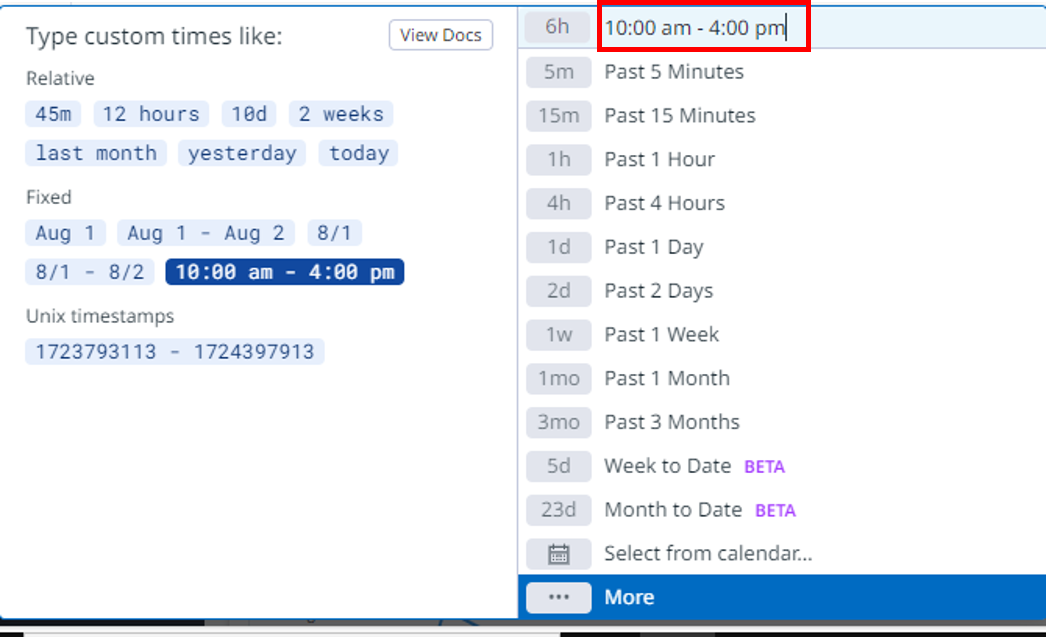 Type custom times like:
View Docs
Relative
45m 12 hours 10d 2 weeks
last month yesterday today
Fixed
Aug 1 Aug 1 - Aug 2 8/1
8/1 - 8/2 10:00 am - 4:00 pm
Unix timestamps
1723793113 - 1724397913
6h 10:00 am - 4:00 pm
5m Past 5 Minutes
15m Past 15 Minutes
1h Past 1 Hour
4h Past 4 Hours
1d Past 1 Day
2d Past 2 Days
1w Past 1 Week
1mo Past 1 Month
3mo Past 3 Months
5d Week to Date BETA
23d Month to Date BETA
Select from calendar...
More